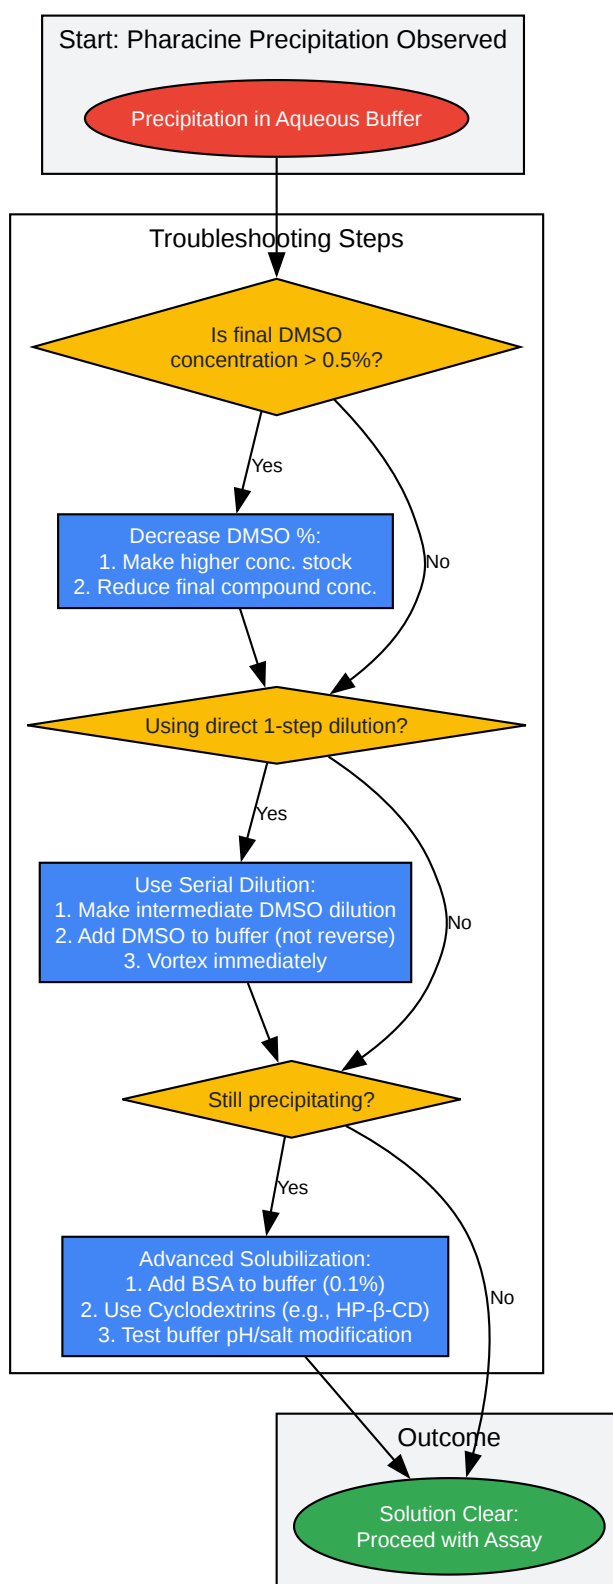 Start: Pharacine Precipitation Observed
Precipitation in Aqueous Buffer
Troubleshooting Steps
Is final DMSO
concentration > 0.5%?
Yes
No
Decrease DMSO %:
1. Make higher conc. stock
2. Reduce final compound conc.
Using direct 1-step dilution?
Yes
No
Use Serial Dilution:
1. Make intermediate DMSO dilution
2. Add DMSO to buffer (not reverse)
3. Vortex immediately
Still precipitating?
Yes
No
Advanced Solubilization:
1. Add BSA to buffer (0.1%)
2. Use Cyclodextrins (e.g., HP-β-CD)
3. Test buffer pH/salt modification
Outcome
Solution Clear:
Proceed with Assay